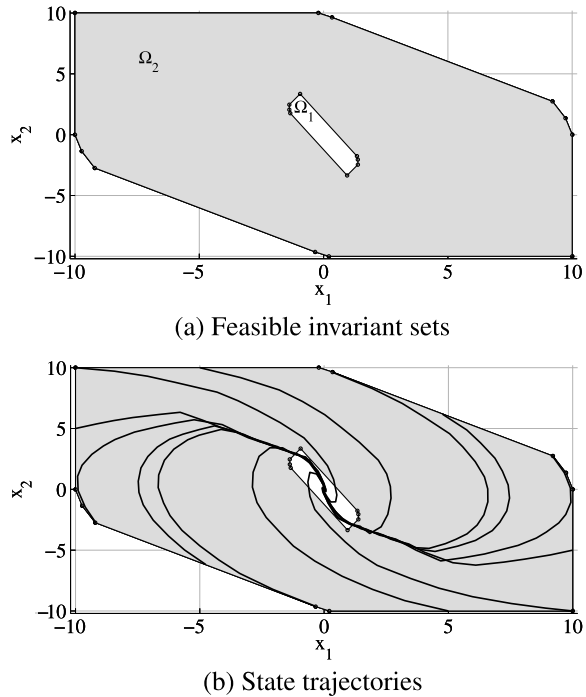 10
Ω₂
5
Ω₁
x₂
0
−5
−10
−10 −5 0 5 10
x₁
(a) Feasible invariant sets
10
5
x₂
0
−5
−10
−10 −5 0 5 10
x₁
(b) State trajectories